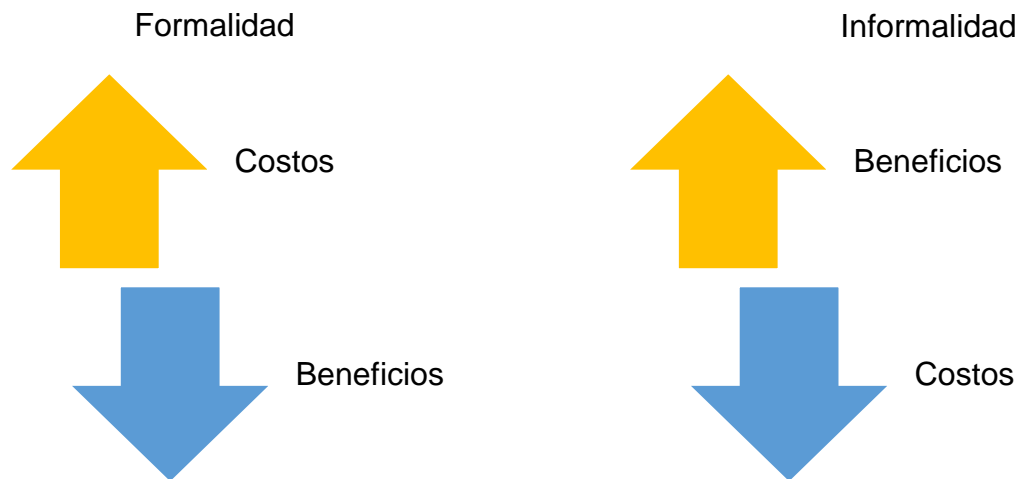 Formalidad
Informalidad
Costos
Beneficios
Beneficios
Costos